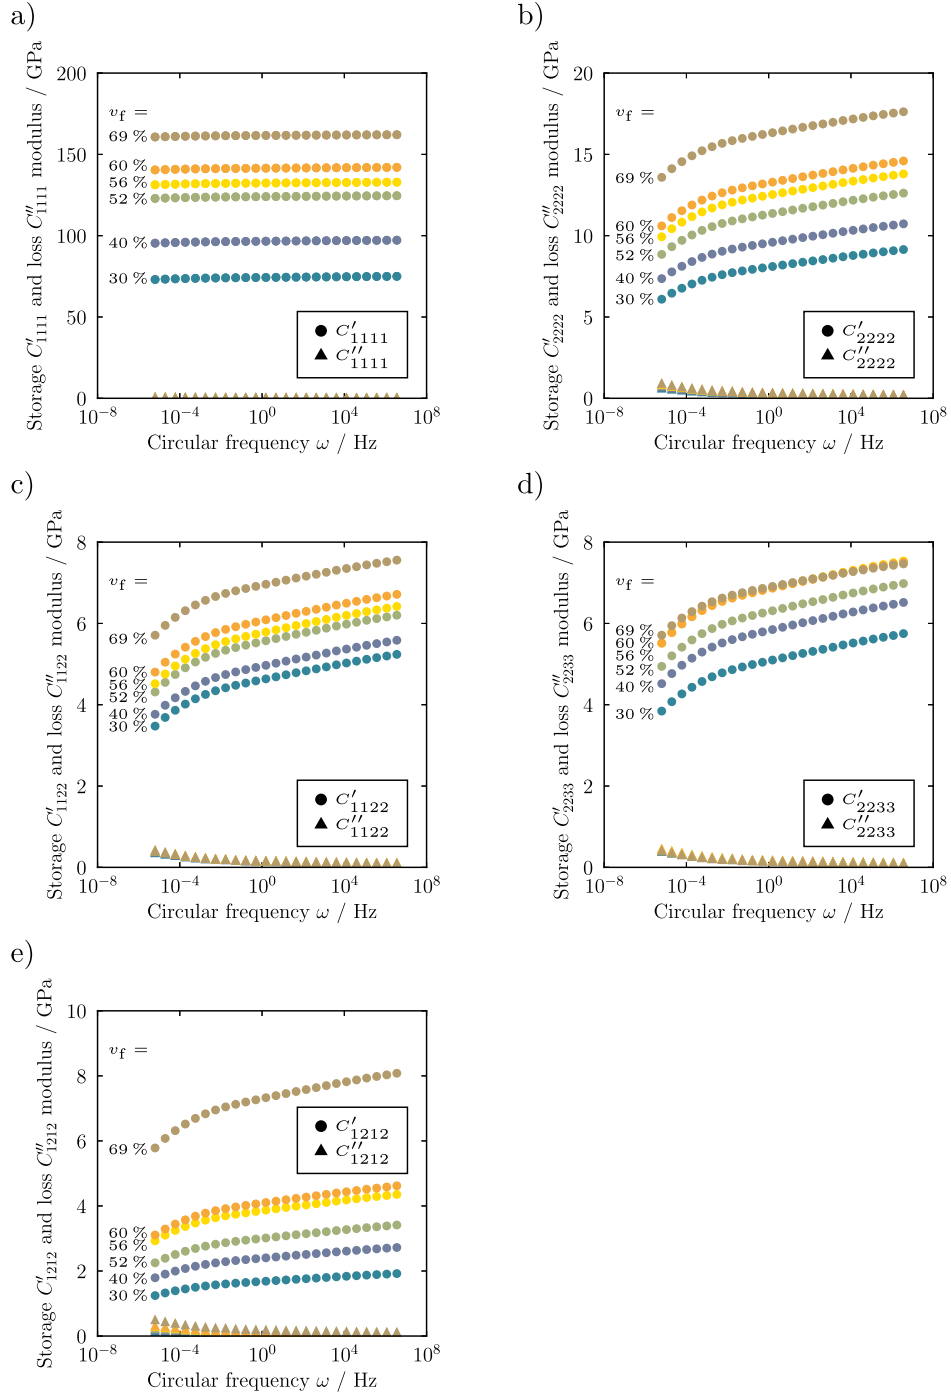 a)
Storage C′1111 and loss C″1111 modulus / GPa
200
150
100
50
0
vf =
69 %
60 %
56 %
52 %
40 %
30 %
C′1111
C″1111
10−8 10−4 100 104 108
Circular frequency ω / Hz
b)
Storage C′2222 and loss C″2222 modulus / GPa
20
15
10
5
0
vf =
69 %
60 %
56 %
52 %
40 %
30 %
C′2222
C″2222
10−8 10−4 100 104 108
Circular frequency ω / Hz
c)
Storage C′1122 and loss C″1122 modulus / GPa
8
6
4
2
0
vf =
69 %
60 %
56 %
52 %
40 %
30 %
C′1122
C″1122
10−8 10−4 100 104 108
Circular frequency ω / Hz
d)
Storage C′2233 and loss C″2233 modulus / GPa
8
6
4
2
0
vf =
69 %
60 %
56 %
52 %
40 %
30 %
C′2233
C″2233
10−8 10−4 100 104 108
Circular frequency ω / Hz
e)
Storage C′1212 and loss C″1212 modulus / GPa
10
8
6
4
2
0
vf =
69 %
60 %
56 %
52 %
40 %
30 %
C′1212
C″1212
10−8 10−4 100 104 108
Circular frequency ω / Hz